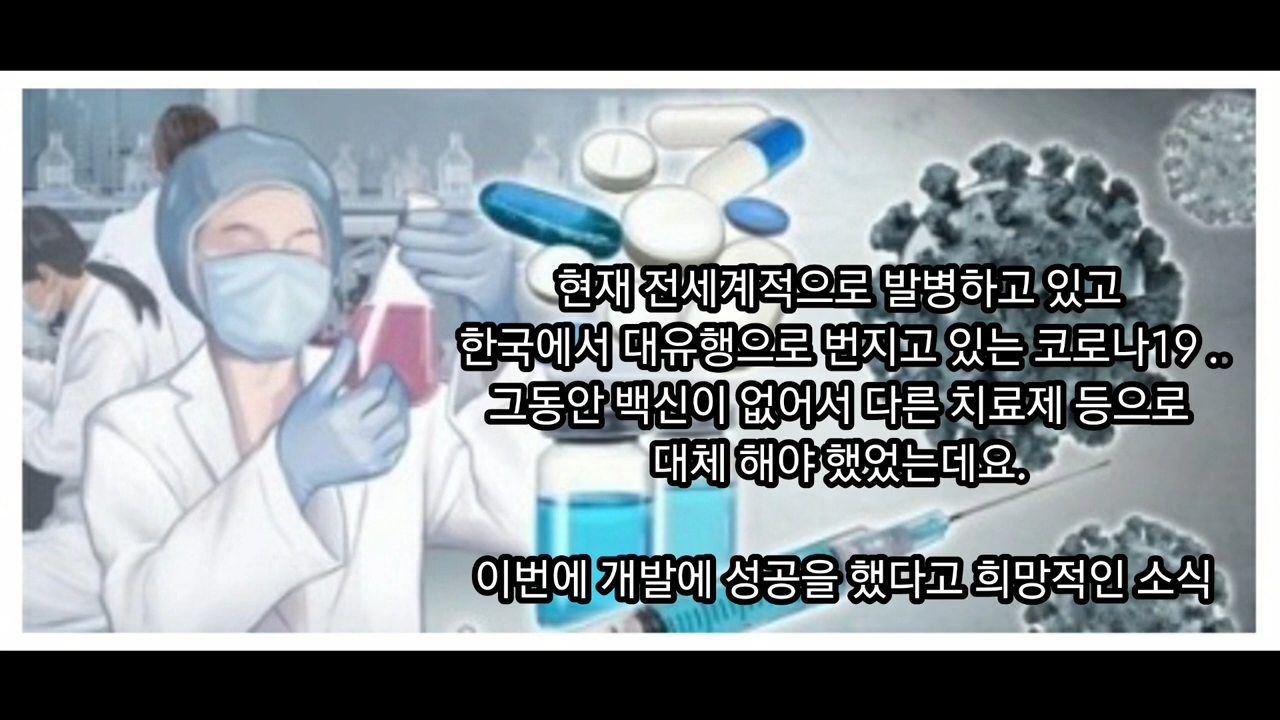 현재 전세계적으로 발병하고 있고
한국에서 대유행으로 번지고 있는 코로나19 ..
그동안 백신이 없어서 다른 치료제 등으로
대체 해야 했었는데요.
이번에 개발에 성공을 했다고 희망적인 소식